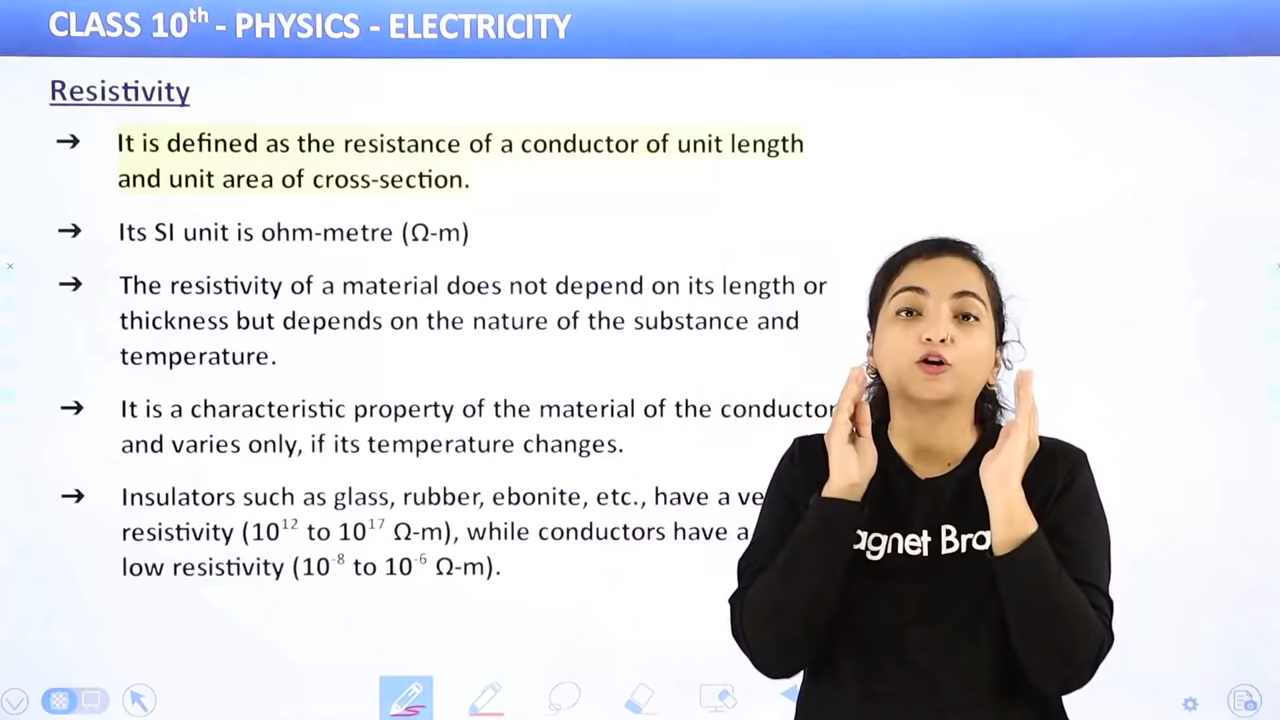 CLASS 10th - PHYSICS - ELECTRICITY
Resistivity
➔ It is defined as the resistance of a conductor of unit length
and unit area of cross-section.
➔ Its SI unit is ohm-metre (Ω-m)
➔ The resistivity of a material does not depend on its length or
thickness but depends on the nature of the substance and
temperature.
➔ It is a characteristic property of the material of the conductor
and varies only, if its temperature changes.
➔ Insulators such as glass, rubber, ebonite, etc., have a
resistivity (10¹² to 10¹⁷ Ω-m), while conductors have a
low resistivity (10⁻⁸ to 10⁻⁶ Ω-m).
agnet Bra